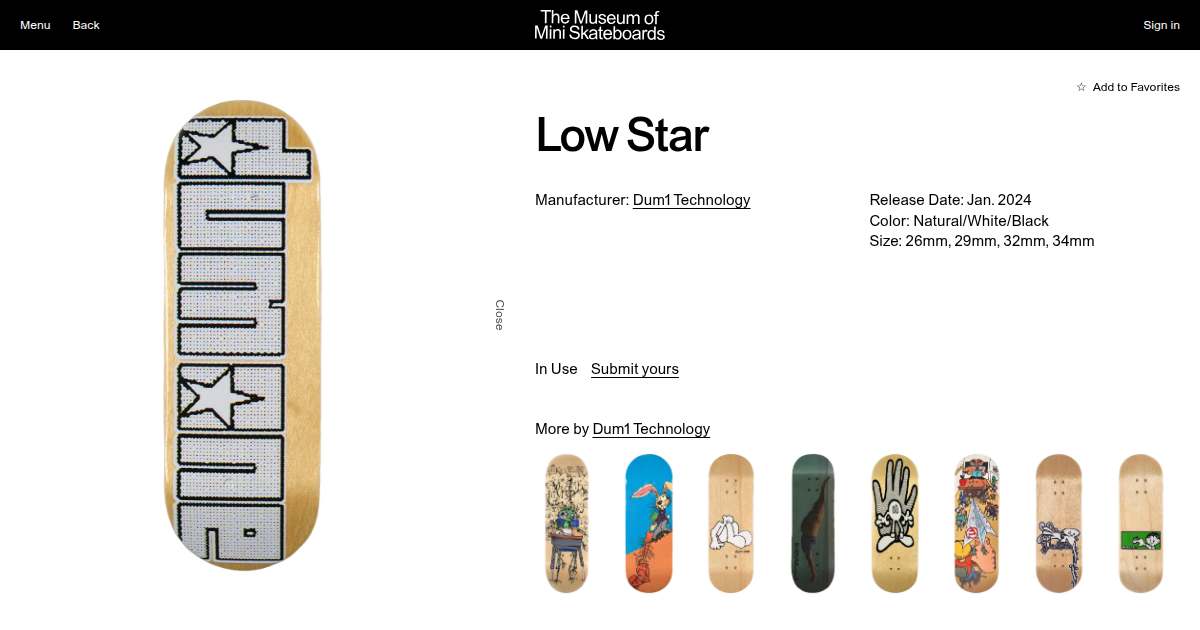 Menu
Back
The Museum of
Mini Skateboards
Sign in
☆ Add to Favorites
Low Star
Manufacturer: Dum1 Technology
Release Date: Jan. 2024
Color: Natural/White/Black
Size: 26mm, 29mm, 32mm, 34mm
Close
In Use
Submit yours
More by Dum1 Technology